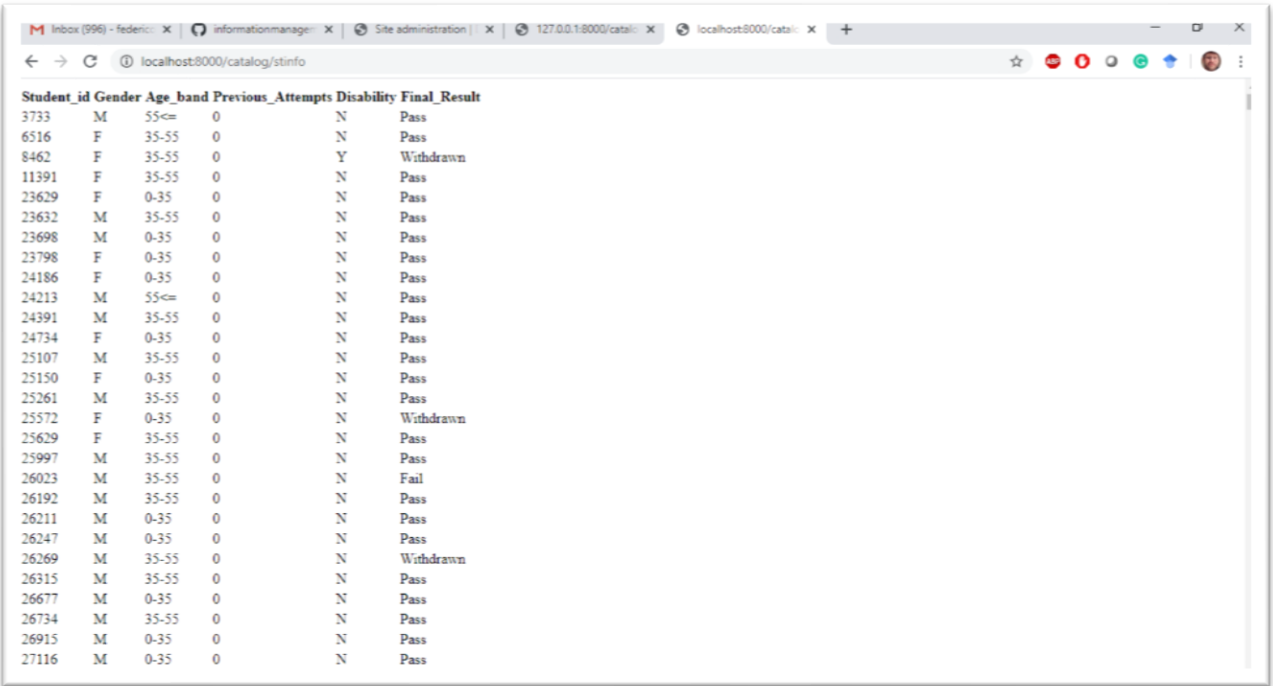 Inbox (996) - federic
informationmanager
Site administration |
127.0.0.1:8000/catalo
localhost:8000/catalo
localhost:8000/catalog/stinfo
Student_id Gender Age_band Previous_Attempts Disability Final_Result
3733 M 55<= 0 N Pass
6516 F 35-55 0 N Pass
8462 F 35-55 0 Y Withdrawn
11391 F 35-55 0 N Pass
23629 F 0-35 0 N Pass
23632 M 35-55 0 N Pass
23698 M 0-35 0 N Pass
23798 F 0-35 0 N Pass
24186 F 0-35 0 N Pass
24213 M 55<= 0 N Pass
24391 M 35-55 0 N Pass
24734 F 0-35 0 N Pass
25107 M 35-55 0 N Pass
25150 F 0-35 0 N Pass
25261 M 35-55 0 N Pass
25572 F 0-35 0 N Withdrawn
25629 F 35-55 0 N Pass
25997 M 35-55 0 N Pass
26023 M 35-55 0 N Fail
26192 M 35-55 0 N Pass
26211 M 0-35 0 N Pass
26247 M 0-35 0 N Pass
26269 M 35-55 0 N Withdrawn
26315 M 35-55 0 N Pass
26677 M 0-35 0 N Pass
26734 M 35-55 0 N Pass
26915 M 0-35 0 N Pass
27116 M 0-35 0 N Pass